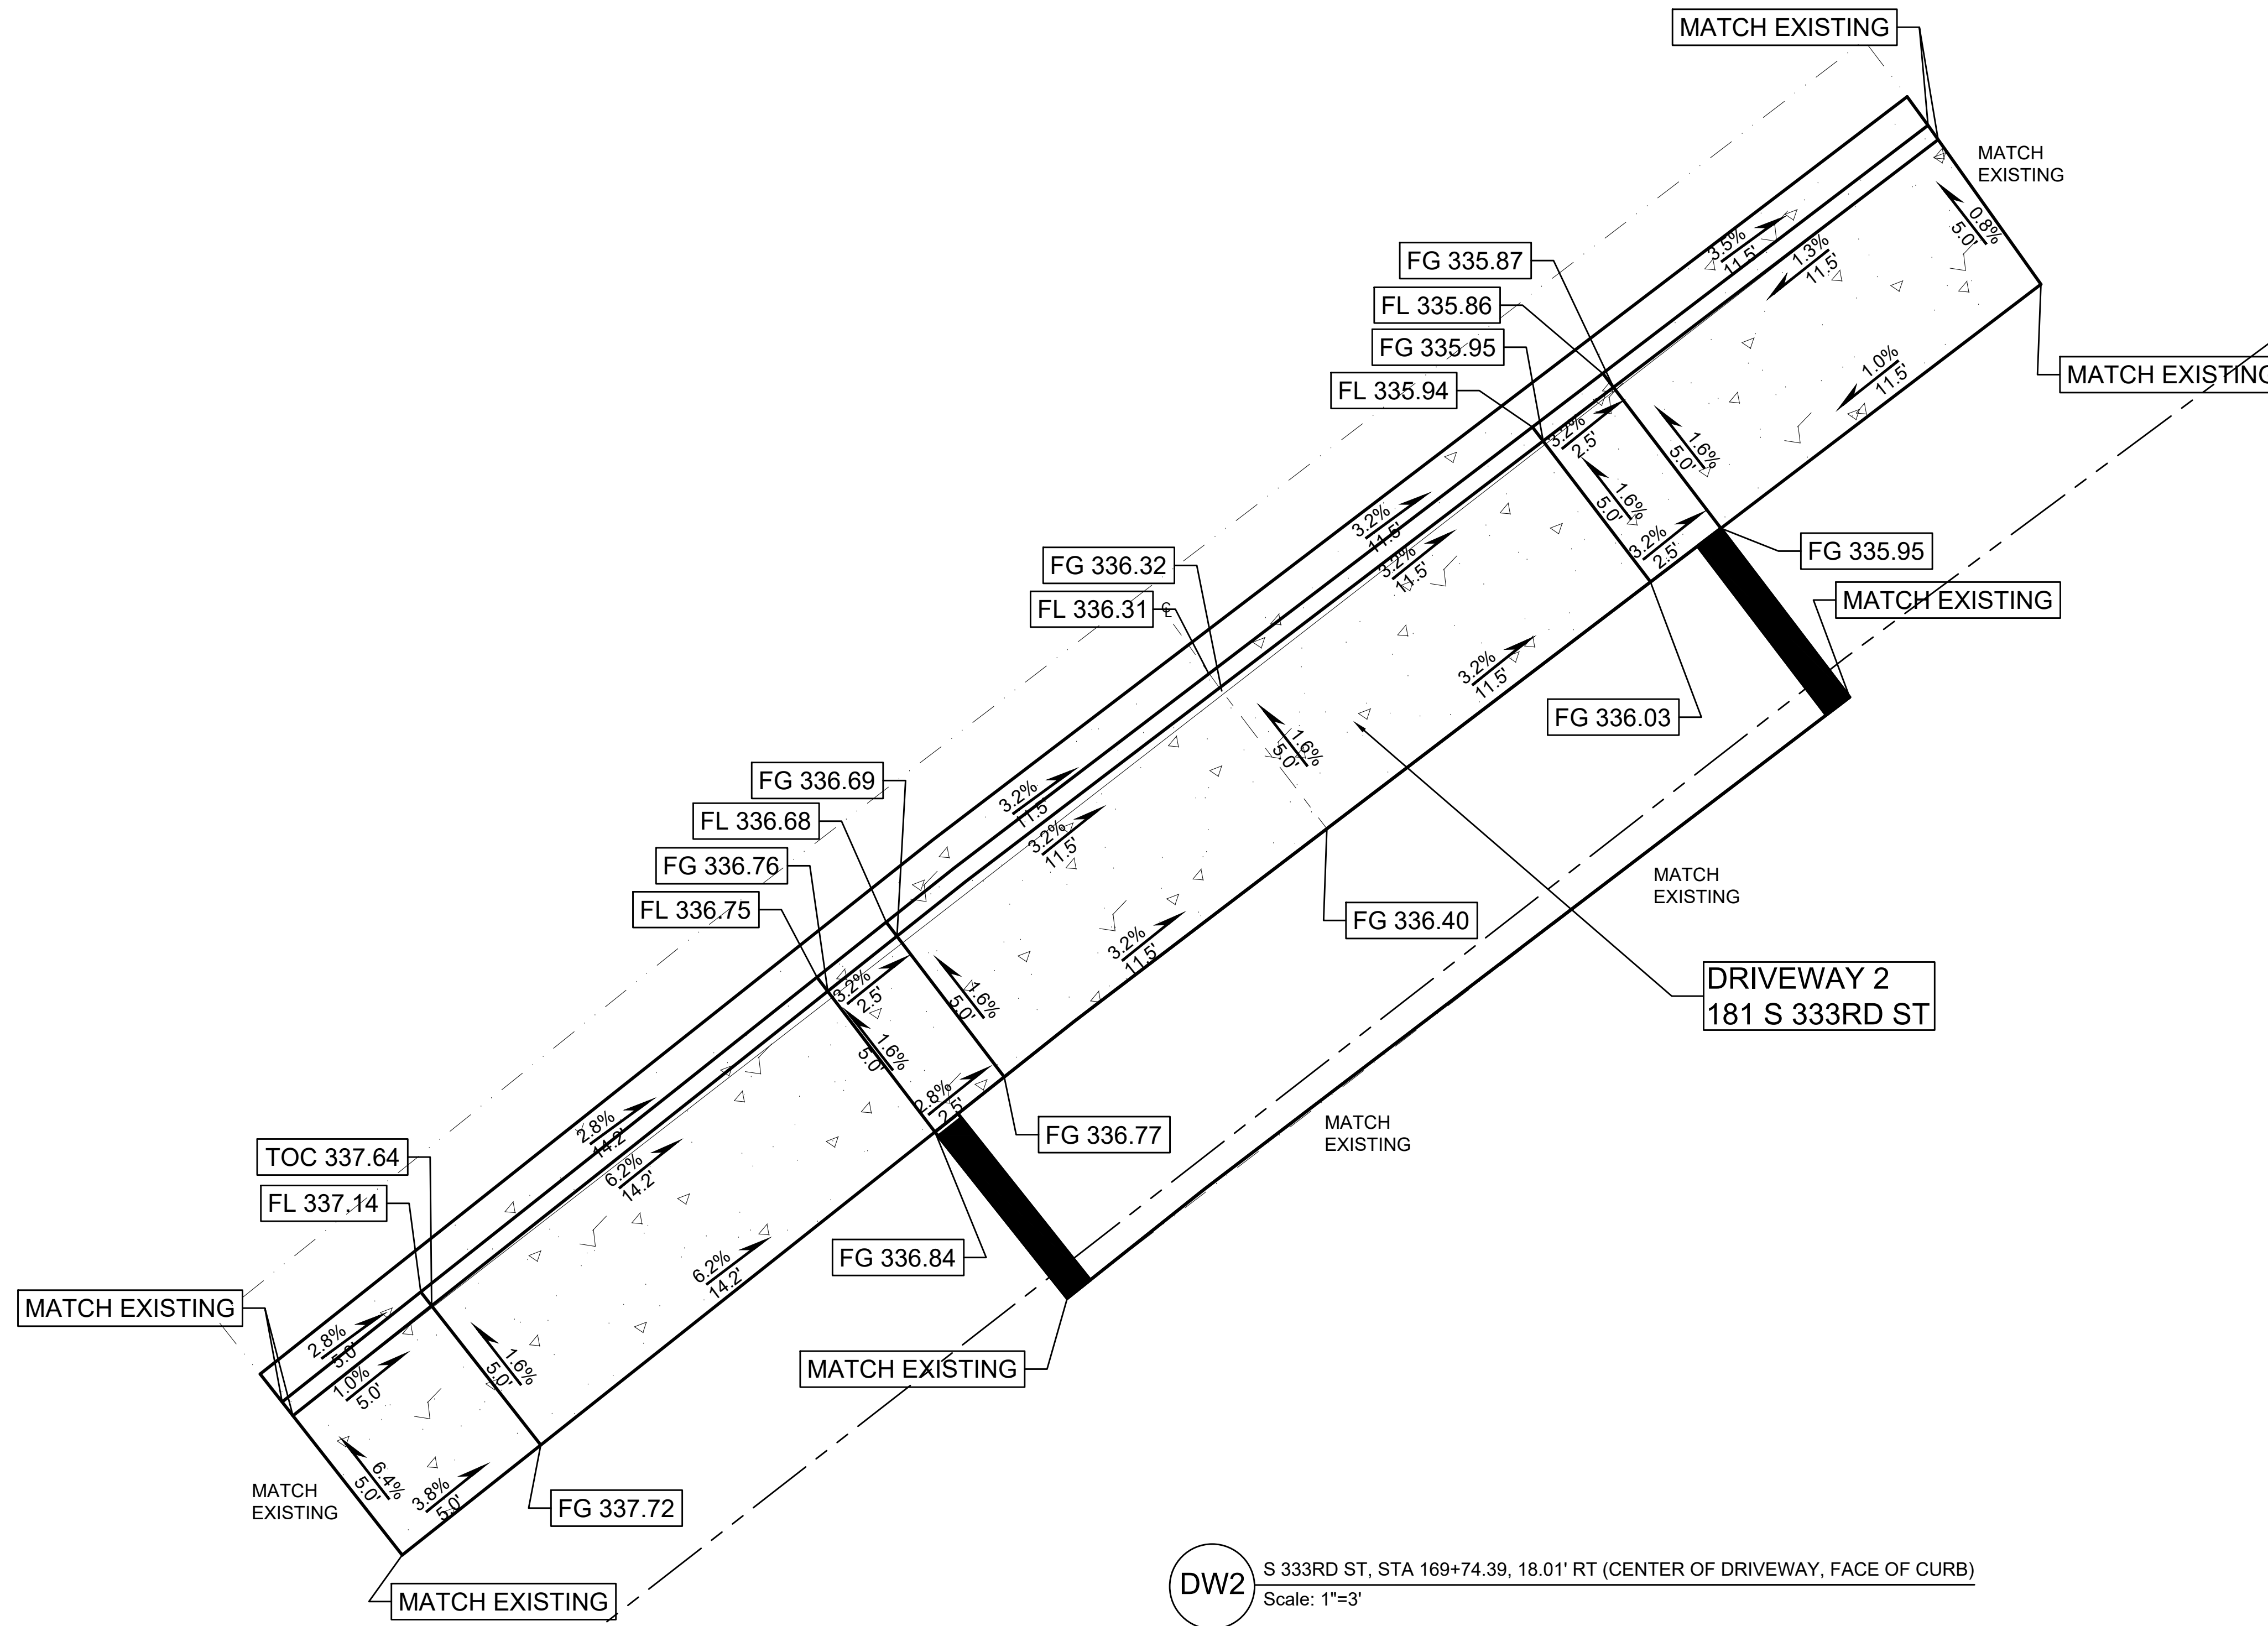 MATCH EXISTING
MATCH
EXISTING
0.8%
5.0'
3.5%
11.5'
1.3%
11.5'
FG 335.87
FL 335.86
FG 335.95
FL 335.94
MATCH EXISTING
1.0%
11.5'
3.2%
2.5'
1.6%
5.0'
1.6%
5.0'
3.2%
2.5'
FG 335.95
MATCH EXISTING
3.2%
11.5'
3.2%
11.5'
FG 336.32
FL 336.31
CL
3.2%
11.5'
FG 336.03
1.6%
5.0'
FG 336.69
FL 336.68
FG 336.76
FL 336.75
3.2%
11.5'
3.2%
11.5'
MATCH
EXISTING
FG 336.40
3.2%
11.5'
DRIVEWAY 2
181 S 333RD ST
3.2%
2.5'
1.6%
5.0'
1.6%
5.0'
2.8%
2.5'
FG 336.77
MATCH
EXISTING
2.8%
14.2'
6.2%
14.2'
TOC 337.64
FL 337.14
FG 336.84
6.2%
14.2'
MATCH EXISTING
2.8%
5.0'
1.0%
5.0'
1.6%
5.0'
MATCH EXISTING
6.4%
5.0'
3.8%
5.0'
MATCH
EXISTING
FG 337.72
MATCH EXISTING
DW2
S 333RD ST, STA 169+74.39, 18.01' RT (CENTER OF DRIVEWAY, FACE OF CURB)
Scale: 1"=3'